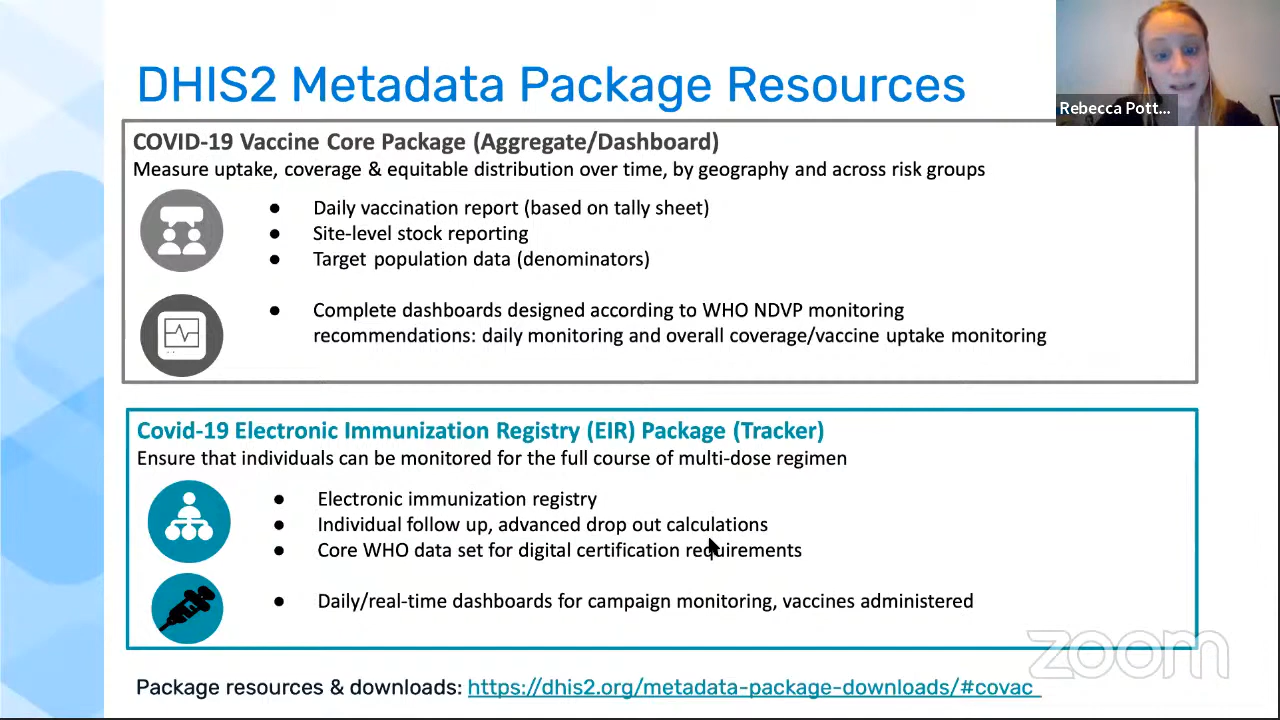 DHIS2 Metadata Package Resources
Rebecca Pott...
COVID-19 Vaccine Core Package (Aggregate/Dashboard)
Measure uptake, coverage & equitable distribution over time, by geography and across risk groups
● Daily vaccination report (based on tally sheet)
● Site-level stock reporting
● Target population data (denominators)
● Complete dashboards designed according to WHO NDVP monitoring
recommendations: daily monitoring and overall coverage/vaccine uptake monitoring
Covid-19 Electronic Immunization Registry (EIR) Package (Tracker)
Ensure that individuals can be monitored for the full course of multi-dose regimen
● Electronic immunization registry
● Individual follow up, advanced drop out calculations
● Core WHO data set for digital certification requirements
● Daily/real-time dashboards for campaign monitoring, vaccines administered
zoom
Package resources & downloads: https://dhis2.org/metadata-package-downloads/#covac